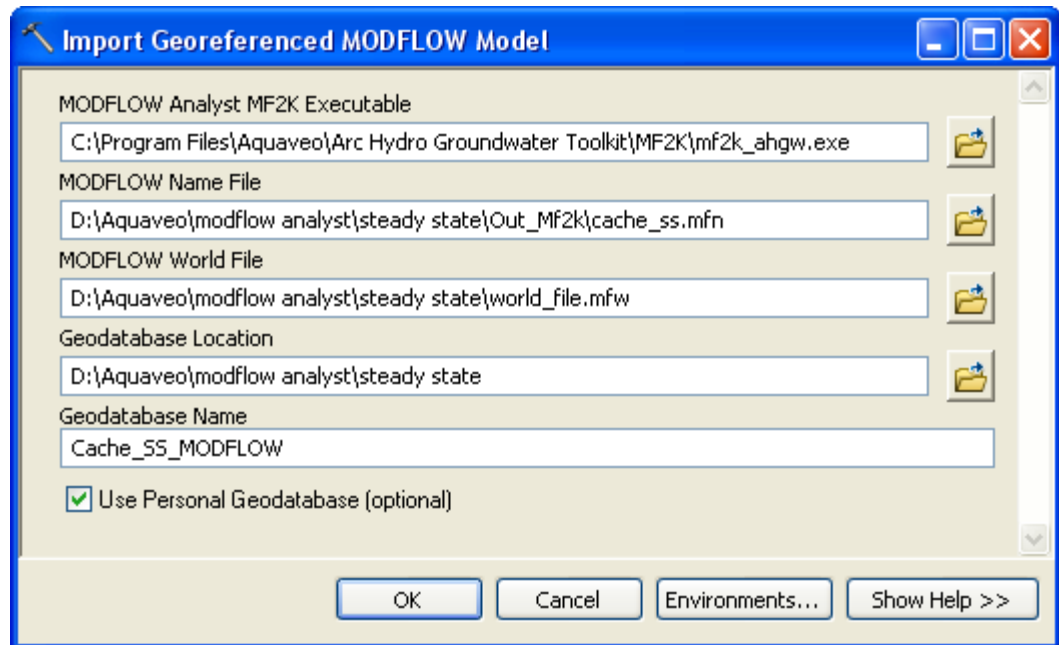 Import Georeferenced MODFLOW Model
MODFLOW Analyst MF2K Executable
C:\Program Files\Aquaveo\Arc Hydro Groundwater Toolkit\MF2K\mf2k_ahgw.exe
MODFLOW Name File
D:\Aquaveo\modflow analyst\steady state\Out_Mf2k\cache_ss.mfn
MODFLOW World File
D:\Aquaveo\modflow analyst\steady state\world_file.mfw
Geodatabase Location
D:\Aquaveo\modflow analyst\steady state
Geodatabase Name
Cache_SS_MODFLOW
Use Personal Geodatabase (optional)
OK Cancel Environments... Show Help >>